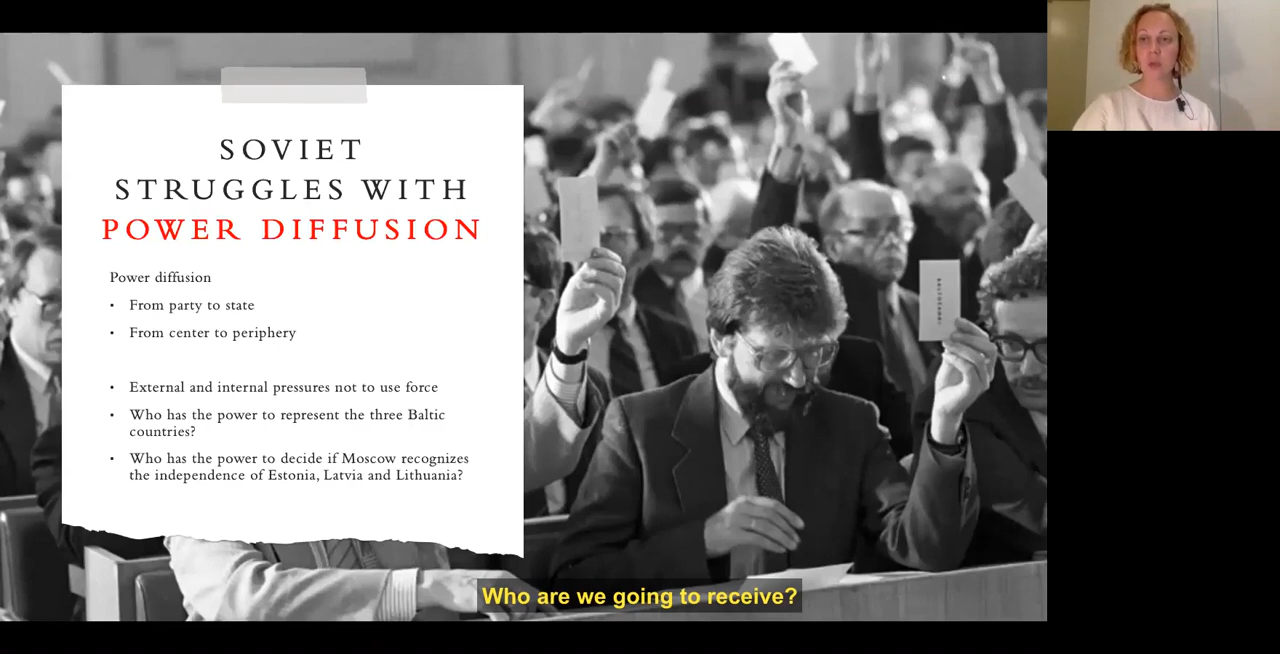 SOVIET
STRUGGLES WITH
POWER DIFFUSION
Power diffusion
• From party to state
• From center to periphery
• External and internal pressures not to use force
• Who has the power to represent the three Baltic
countries?
• Who has the power to decide if Moscow recognizes
the independence of Estonia, Latvia and Lithuania?
Who are we going to receive?